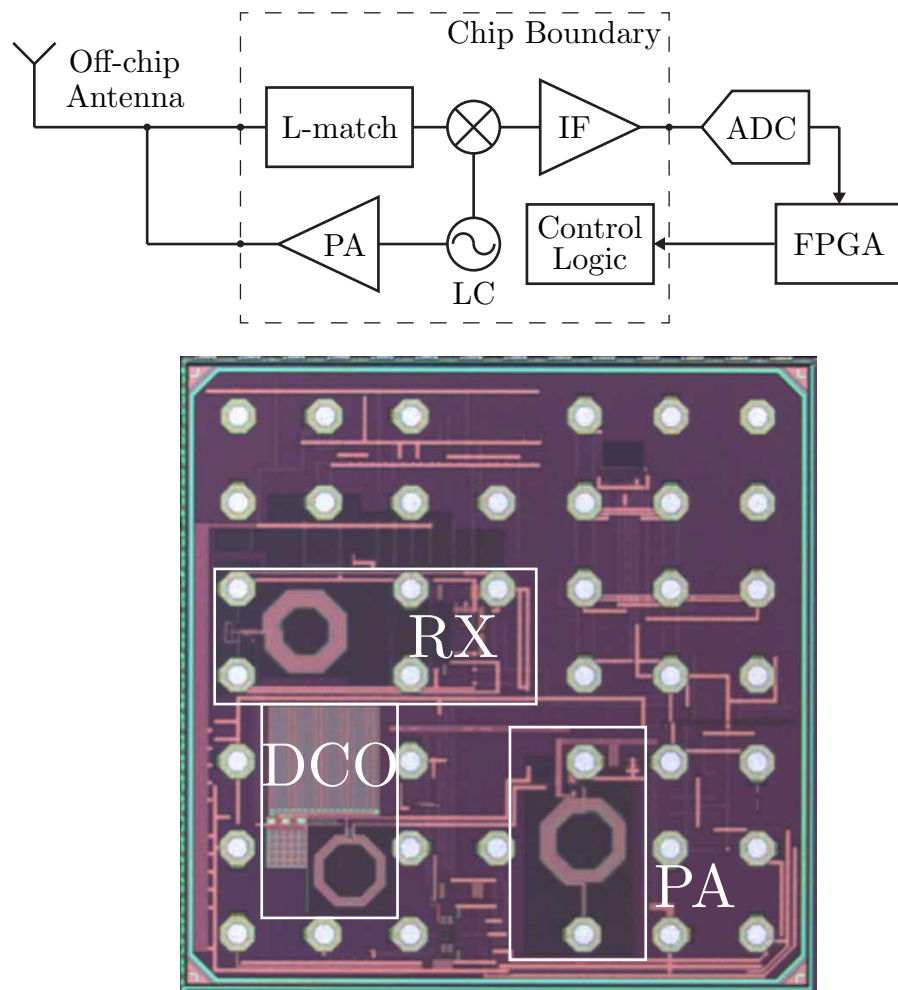 Chip Boundary
Off-chip
Antenna
L-match
IF
ADC
PA
LC
Control
Logic
FPGA
RX
DCO
PA